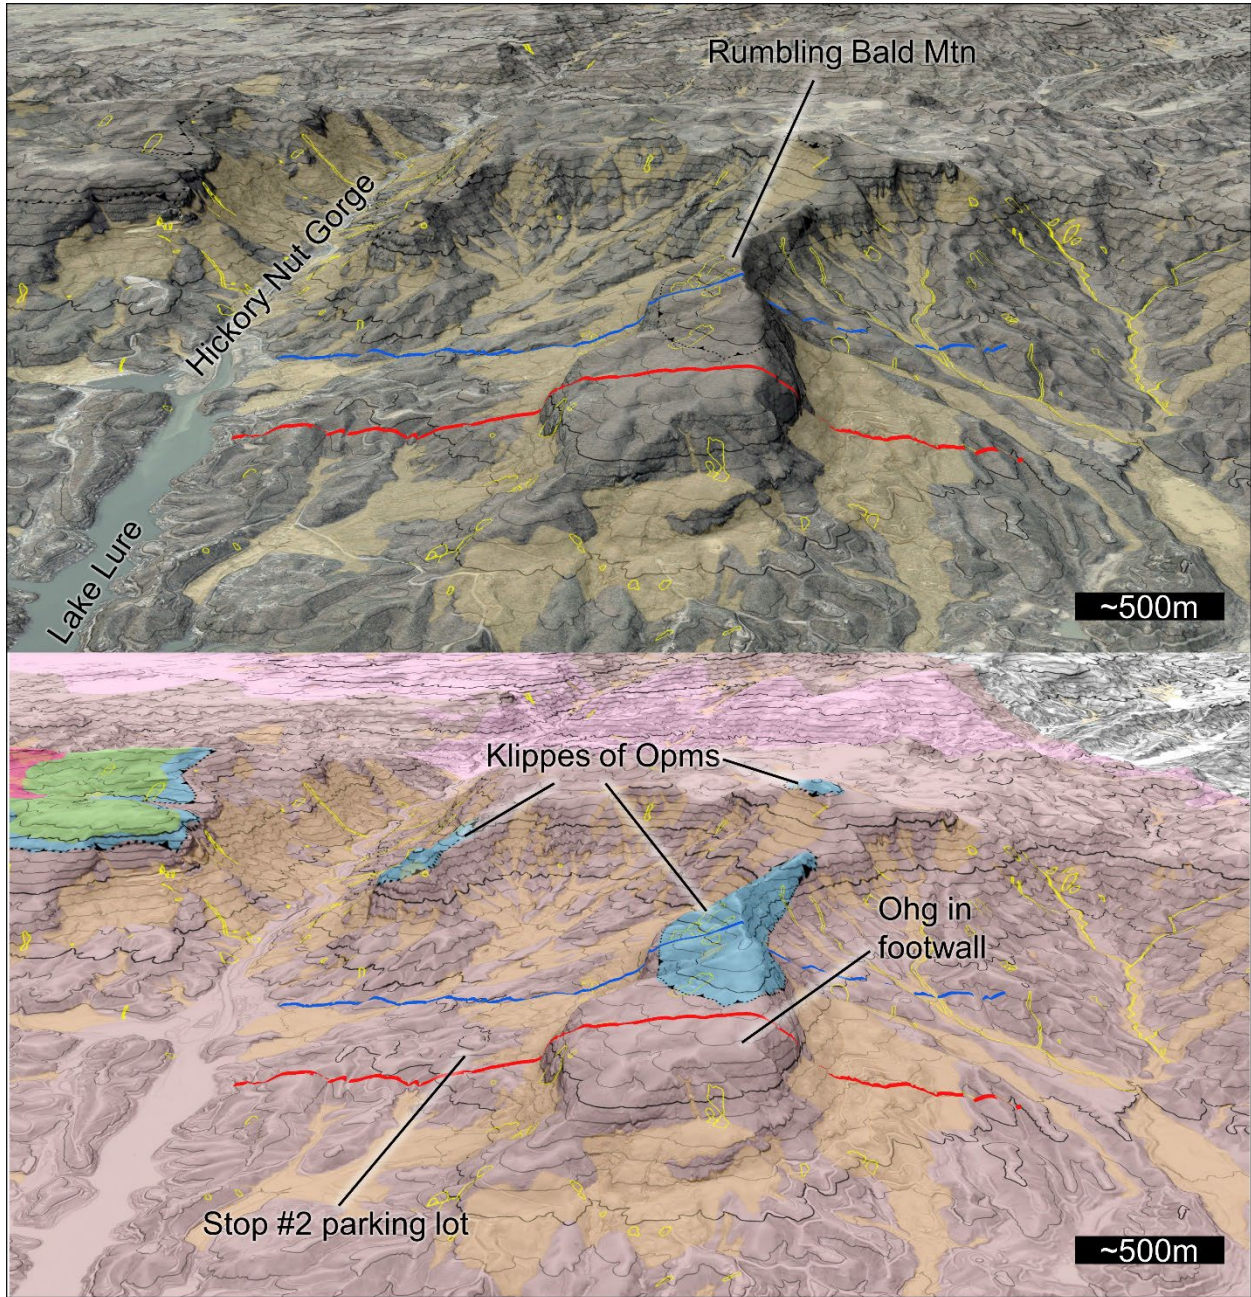 Rumbling Bald Mtn
Hickory Nut Gorge
Lake Lure
~500m
Klippes of Opms
Ohg in
footwall
Stop #2 parking lot
~500m